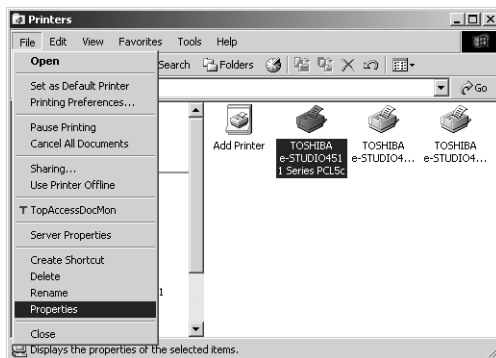 Printers
File Edit View Favorites Tools Help
Open
Search Folders
Set as Default Printer
Printing Preferences...
Go
Pause Printing
Cancel All Documents
Sharing...
Use Printer Offline
TopAccessDocMon
Server Properties
Create Shortcut
Delete
Rename
Properties
Close
1
Add Printer
TOSHIBA
e-STUDIO451
1 Series PCL5c
TOSHIBA
e-STUDIO4...
TOSHIBA
e-STUDIO4...
Displays the properties of the selected items.